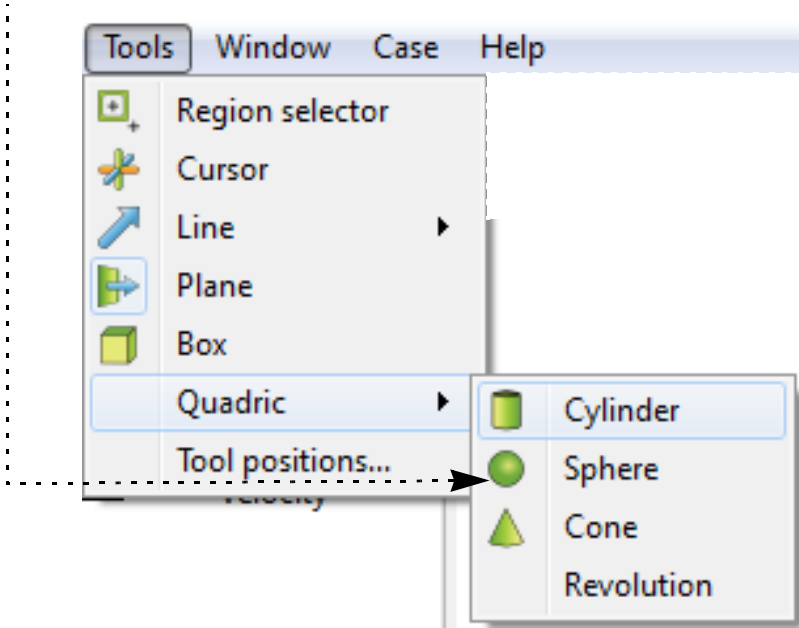 Tools Window Case Help
Region selector
Cursor
Line
Plane
Box
Quadric
Cylinder
Tool positions...
Sphere
Cone
Revolution